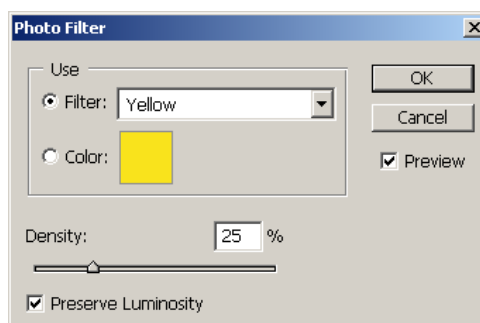 Photo Filter
Use
Filter: Yellow
Color:
OK
Cancel
Preview
Density: 25 %
Preserve Luminosity